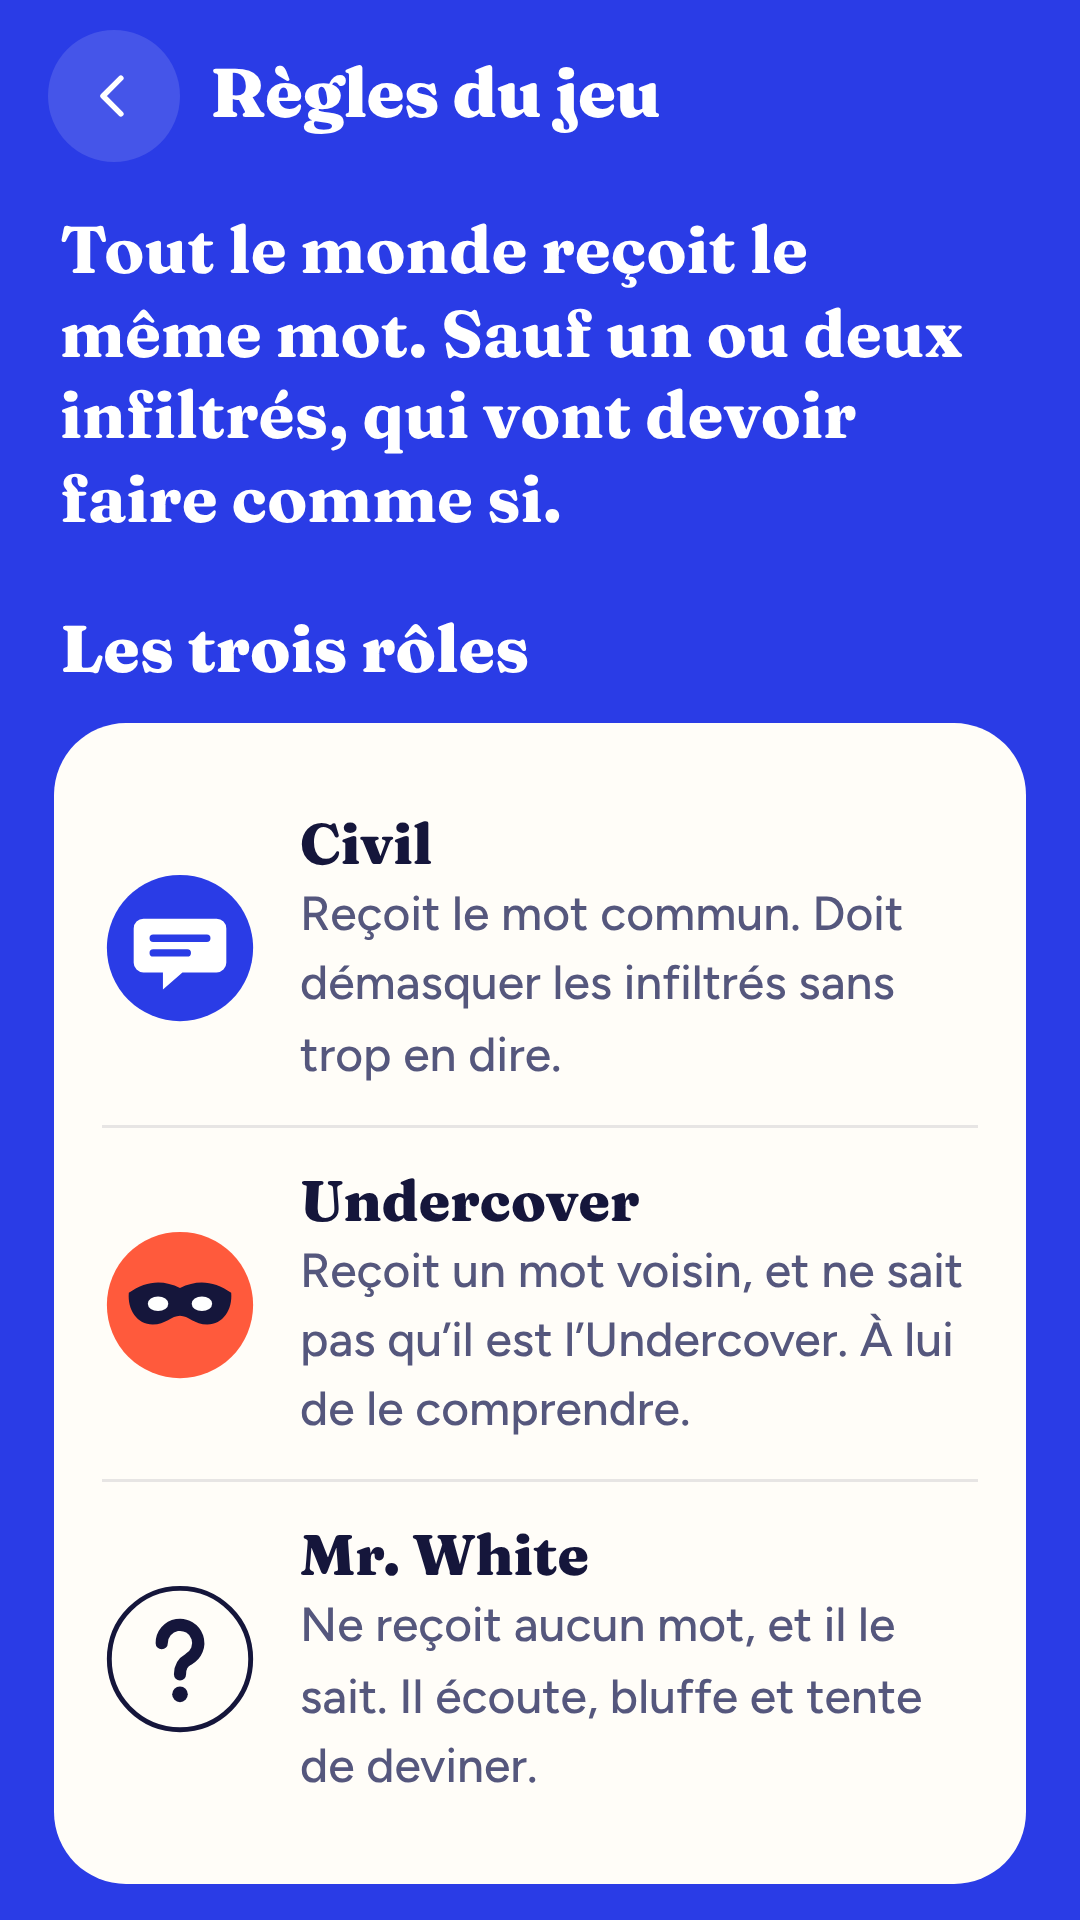 Règles du jeu
Tout le monde reçoit le
même mot. Sauf un ou deux
infiltrés, qui vont devoir
faire comme si.
Les trois rôles
Civil
Reçoit le mot commun. Doit
démasquer les infiltrés sans
trop en dire.
Undercover
Reçoit un mot voisin, et ne sait
pas qu’il est l’Undercover. À lui
de le comprendre.
Mr. White
Ne reçoit aucun mot, et il le
sait. Il écoute, bluffe et tente
de deviner.